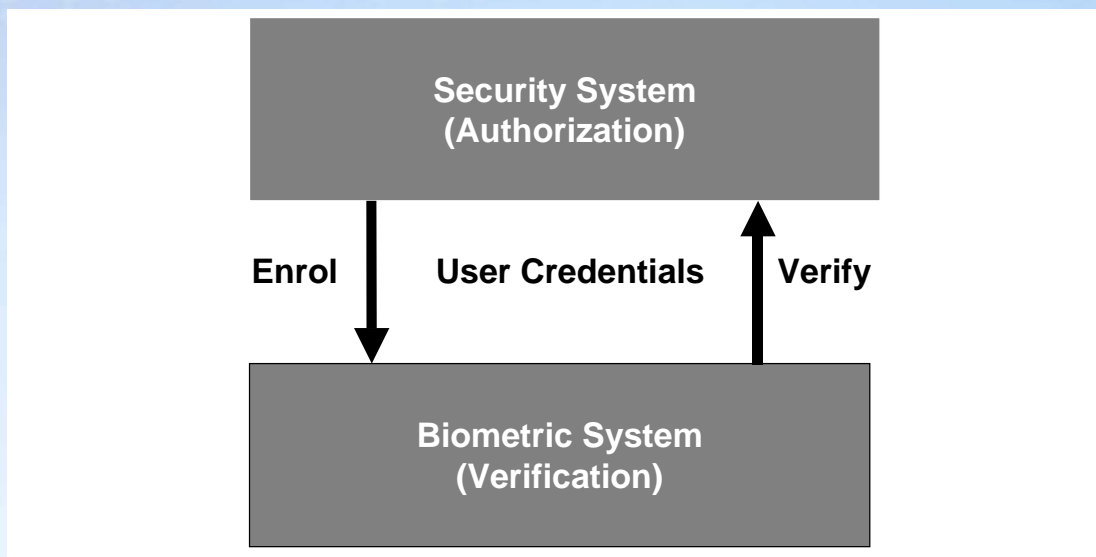 Security System
(Authorization)
Enrol User Credentials Verify
Biometric System
(Verification)